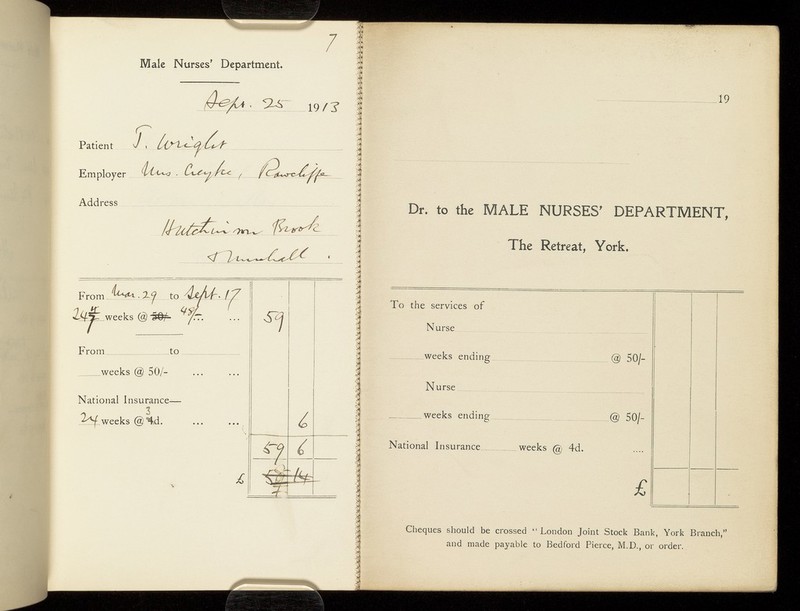 7
Male Nurses' Department.
Sept. 25 1913
Patient T. Wright
Employer Mrs. Creyke, Rawcliffe
Address
Hutchinson Brook
From Mar. 29 to Sept. 17
24 4/7 weeks @ 50/- 48/- ... ... 59
From to
weeks @ 50/- ... ...
National Insurance—
24 weeks @ 4d. 3 ... ... 6
59 6
£
Dr. to the MALE NURSES' DEPARTMENT,
The Retreat, York.
19
To the services of
Nurse
weeks ending @ 50/-
Nurse
weeks ending @ 50/-
National Insurance weeks @ 4d. ....
£
Cheques should be crossed "London Joint Stock Bank, York Branch,"
and made payable to Bedford Pierce, M.D., or order.